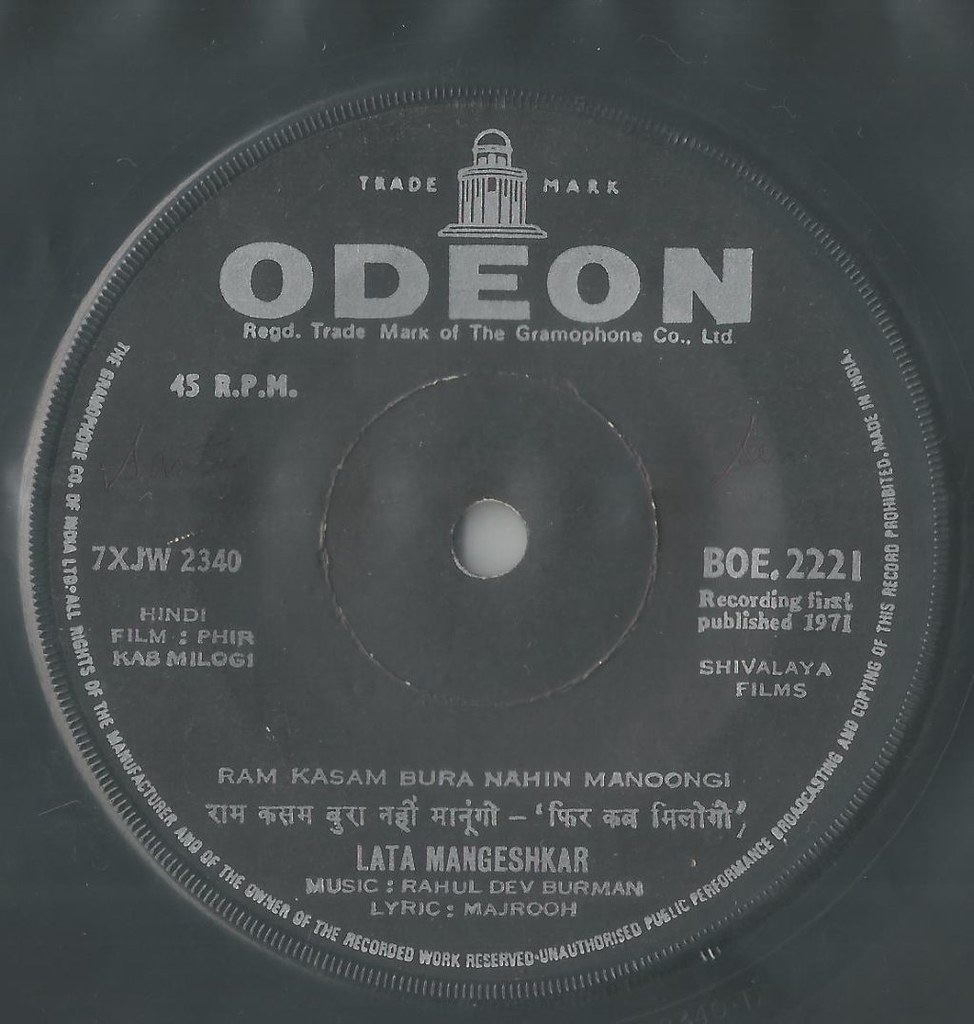 TRADE MARK
ODEON
Regd. Trade Mark of The Gramophone Co., Ltd.
45 R.P.M.
7XJW 2340
HINDI
FILM : PHIR
KAB MILOGI
BOE.2221
Recording first
published 1971
SHIVALAYA
FILMS
RAM KASAM BURA NAHIN MANOONGI
राम कसम बुरा नहीं मानूंगी – 'फिर कब मिलोगी'
LATA MANGESHKAR
MUSIC : RAHUL DEV BURMAN
LYRIC : MAJROOH
THE GRAMOPHONE CO. OF INDIA LTD·ALL RIGHTS OF THE MANUFACTURER AND OF THE OWNER OF THE RECORDED WORK RESERVED·UNAUTHORISED PUBLIC PERFORMANCE BROADCASTING AND COPYING OF THIS RECORD PROHIBITED. MADE IN INDIA.